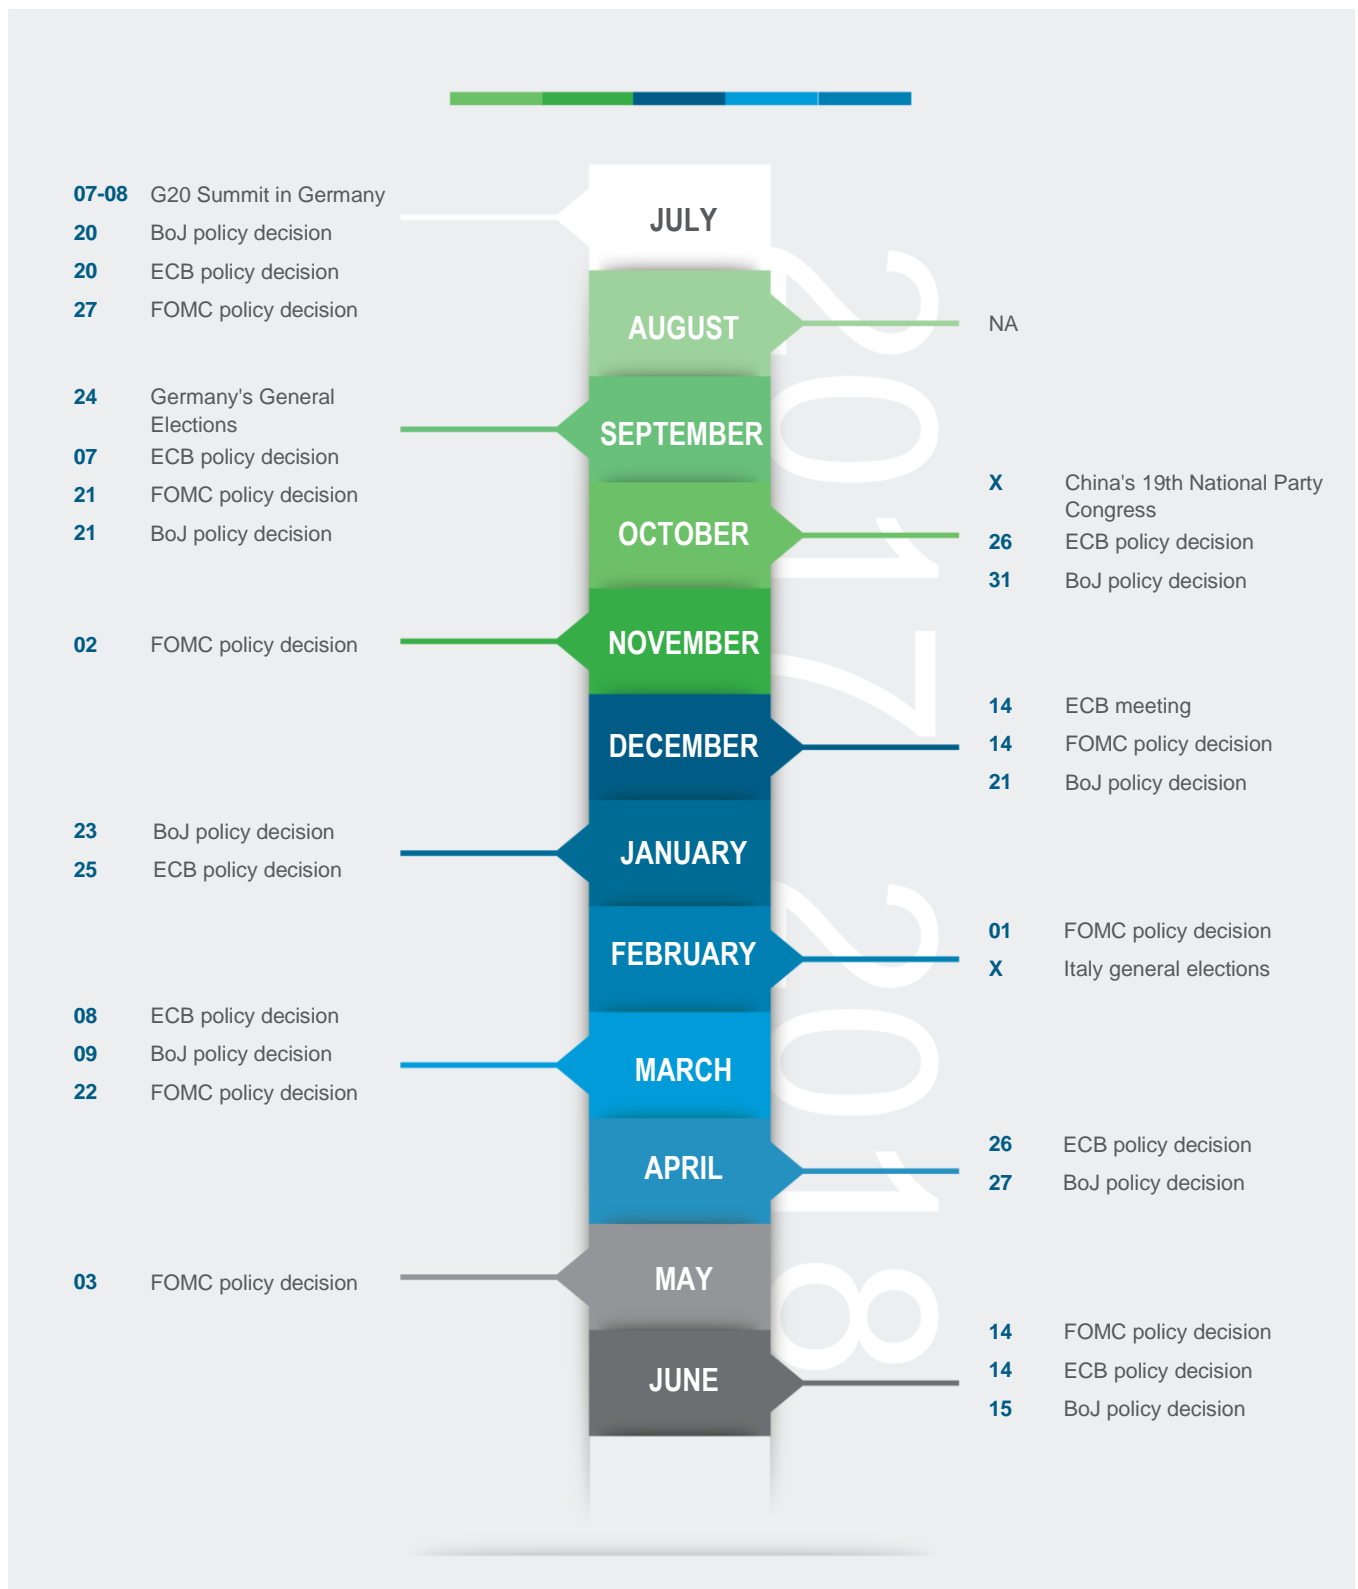 07-08 G20 Summit in Germany
20 BoJ policy decision
20 ECB policy decision
27 FOMC policy decision
JULY
AUGUST
NA
24 Germany's General
Elections
07 ECB policy decision
21 FOMC policy decision
21 BoJ policy decision
SEPTEMBER
OCTOBER
X China's 19th National Party
Congress
26 ECB policy decision
31 BoJ policy decision
02 FOMC policy decision
NOVEMBER
2017
DECEMBER
14 ECB meeting
14 FOMC policy decision
21 BoJ policy decision
23 BoJ policy decision
25 ECB policy decision
JANUARY
FEBRUARY
01 FOMC policy decision
X Italy general elections
08 ECB policy decision
09 BoJ policy decision
22 FOMC policy decision
MARCH
2018
APRIL
26 ECB policy decision
27 BoJ policy decision
03 FOMC policy decision
MAY
JUNE
14 FOMC policy decision
14 ECB policy decision
15 BoJ policy decision